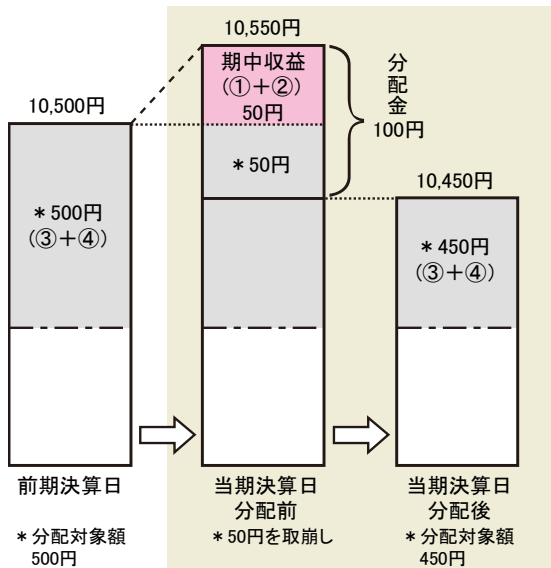 10,550円
期中収益
(①+②)
50円
分配金
100円
10,500円
*50円
10,450円
*500円
(③+④)
*450円
(③+④)
前期決算日
当期決算日
分配前
当期決算日
分配後
*分配対象額
500円
*50円を取崩し
*分配対象額
450円